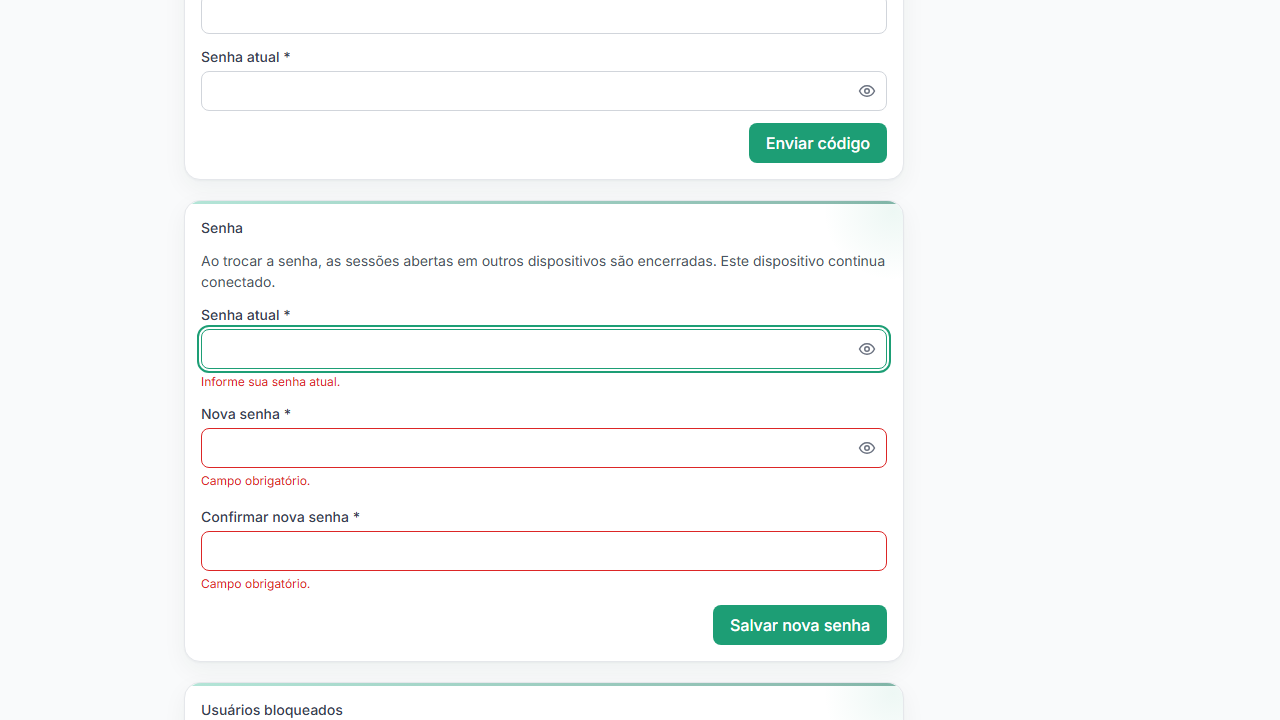 Senha atual *
Enviar código
Senha
Ao trocar a senha, as sessões abertas em outros dispositivos são encerradas. Este dispositivo continua
conectado.
Senha atual *
Informe sua senha atual.
Nova senha *
Campo obrigatório.
Confirmar nova senha *
Campo obrigatório.
Salvar nova senha
Usuários bloqueados